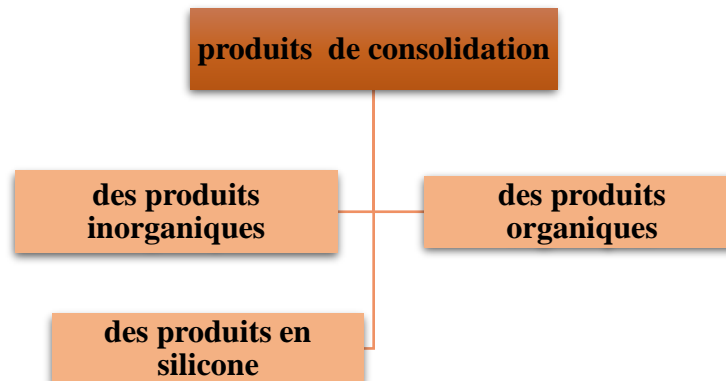 produits de consolidation
des produits
inorganiques
des produits
organiques
des produits en
silicone